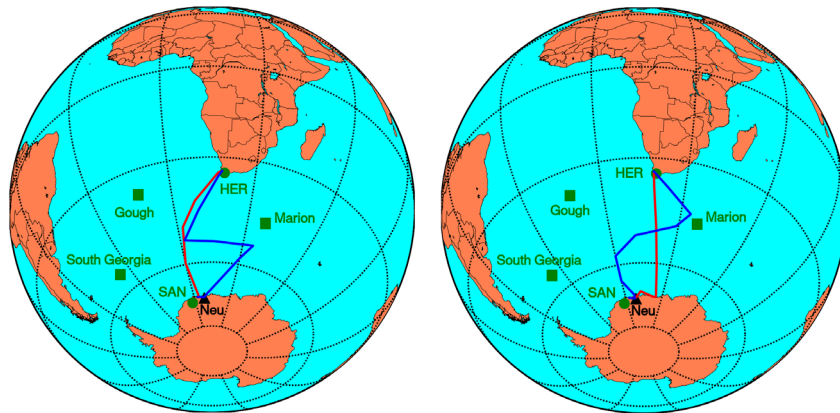 HER
Gough
Marion
South Georgia
SAN
Neu.
HER
Gough
Marion
South Georgia
SAN
Neu.